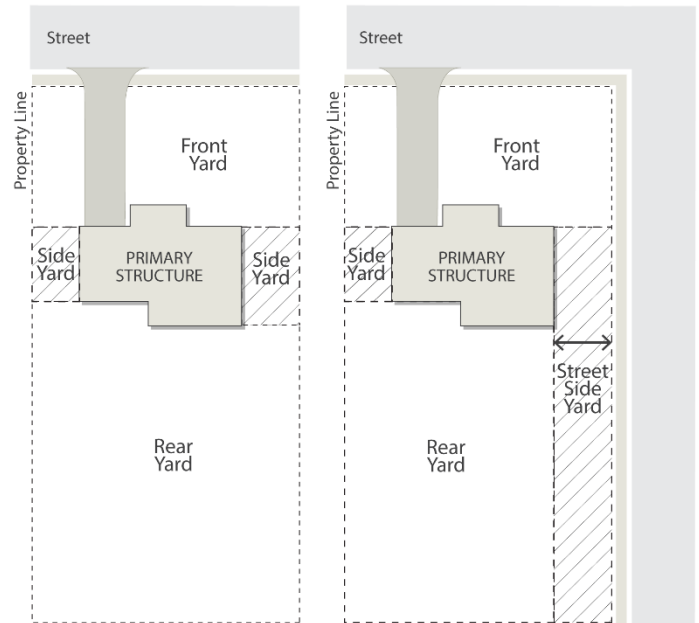 Street
Property Line
Front
Yard
Side
Yard
PRIMARY
STRUCTURE
Side
Yard
Rear
Yard
Street
Property Line
Front
Yard
Side
Yard
PRIMARY
STRUCTURE
Street
Side
Yard
Rear
Yard